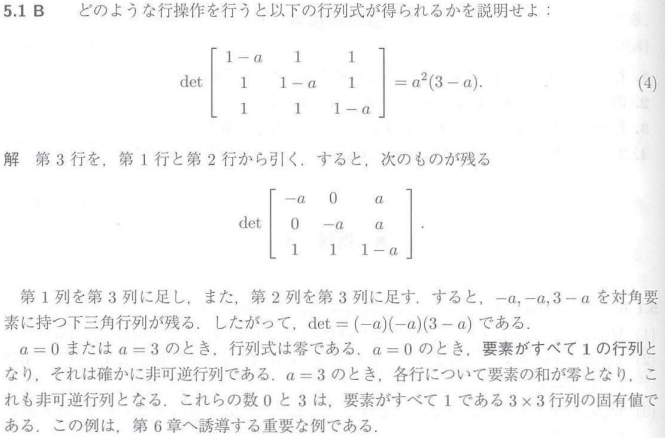 5.1 B どのような行操作を行うと以下の行列式が得られるかを説明せよ：
det [ 1 − a 1 1
1 1 − a 1
1 1 1 − a ] = a²(3 − a). (4)
解 第 3 行を，第 1 行と第 2 行から引く．すると，次のものが残る
det [ −a 0 a
0 −a a
1 1 1 − a ] .
第 1 列を第 3 列に足し，また，第 2 列を第 3 列に足す．すると，−a, −a, 3 − a を対角要
素に持つ下三角行列が残る．したがって，det = (−a)(−a)(3 − a) である．
a = 0 または a = 3 のとき，行列式は零である．a = 0 のとき，要素がすべて 1 の行列と
なり，それは確かに非可逆行列である．a = 3 のとき，各行について要素の和が零となり，こ
れも非可逆行列となる．これらの数 0 と 3 は，要素がすべて 1 である 3 × 3 行列の固有値で
ある．この例は，第 6 章へ誘導する重要な例である．